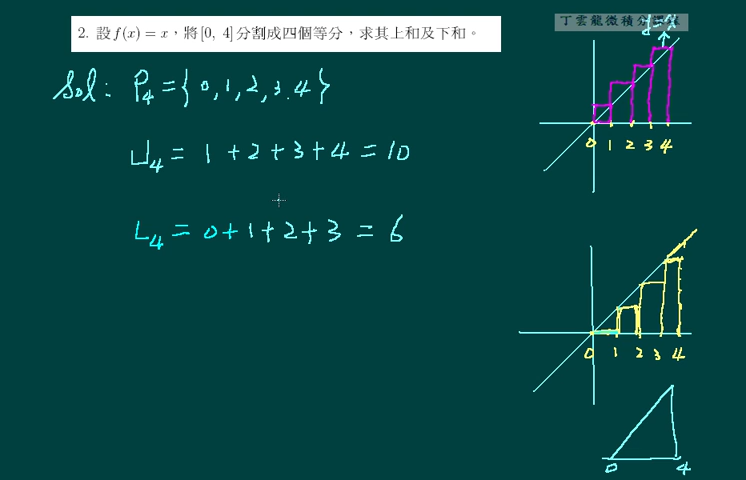 丁雲龍微積分
2. 設 f(x) = x，將 [0, 4] 分割成四個等分，求其上和及下和。
y=x
Sol: P₄ = { 0, 1, 2, 3. 4 }
0 1 2 3 4
U₄ = 1 + 2 + 3 + 4 = 10
L₄ = 0 + 1 + 2 + 3 = 6
0 1 2 3 4
0 4